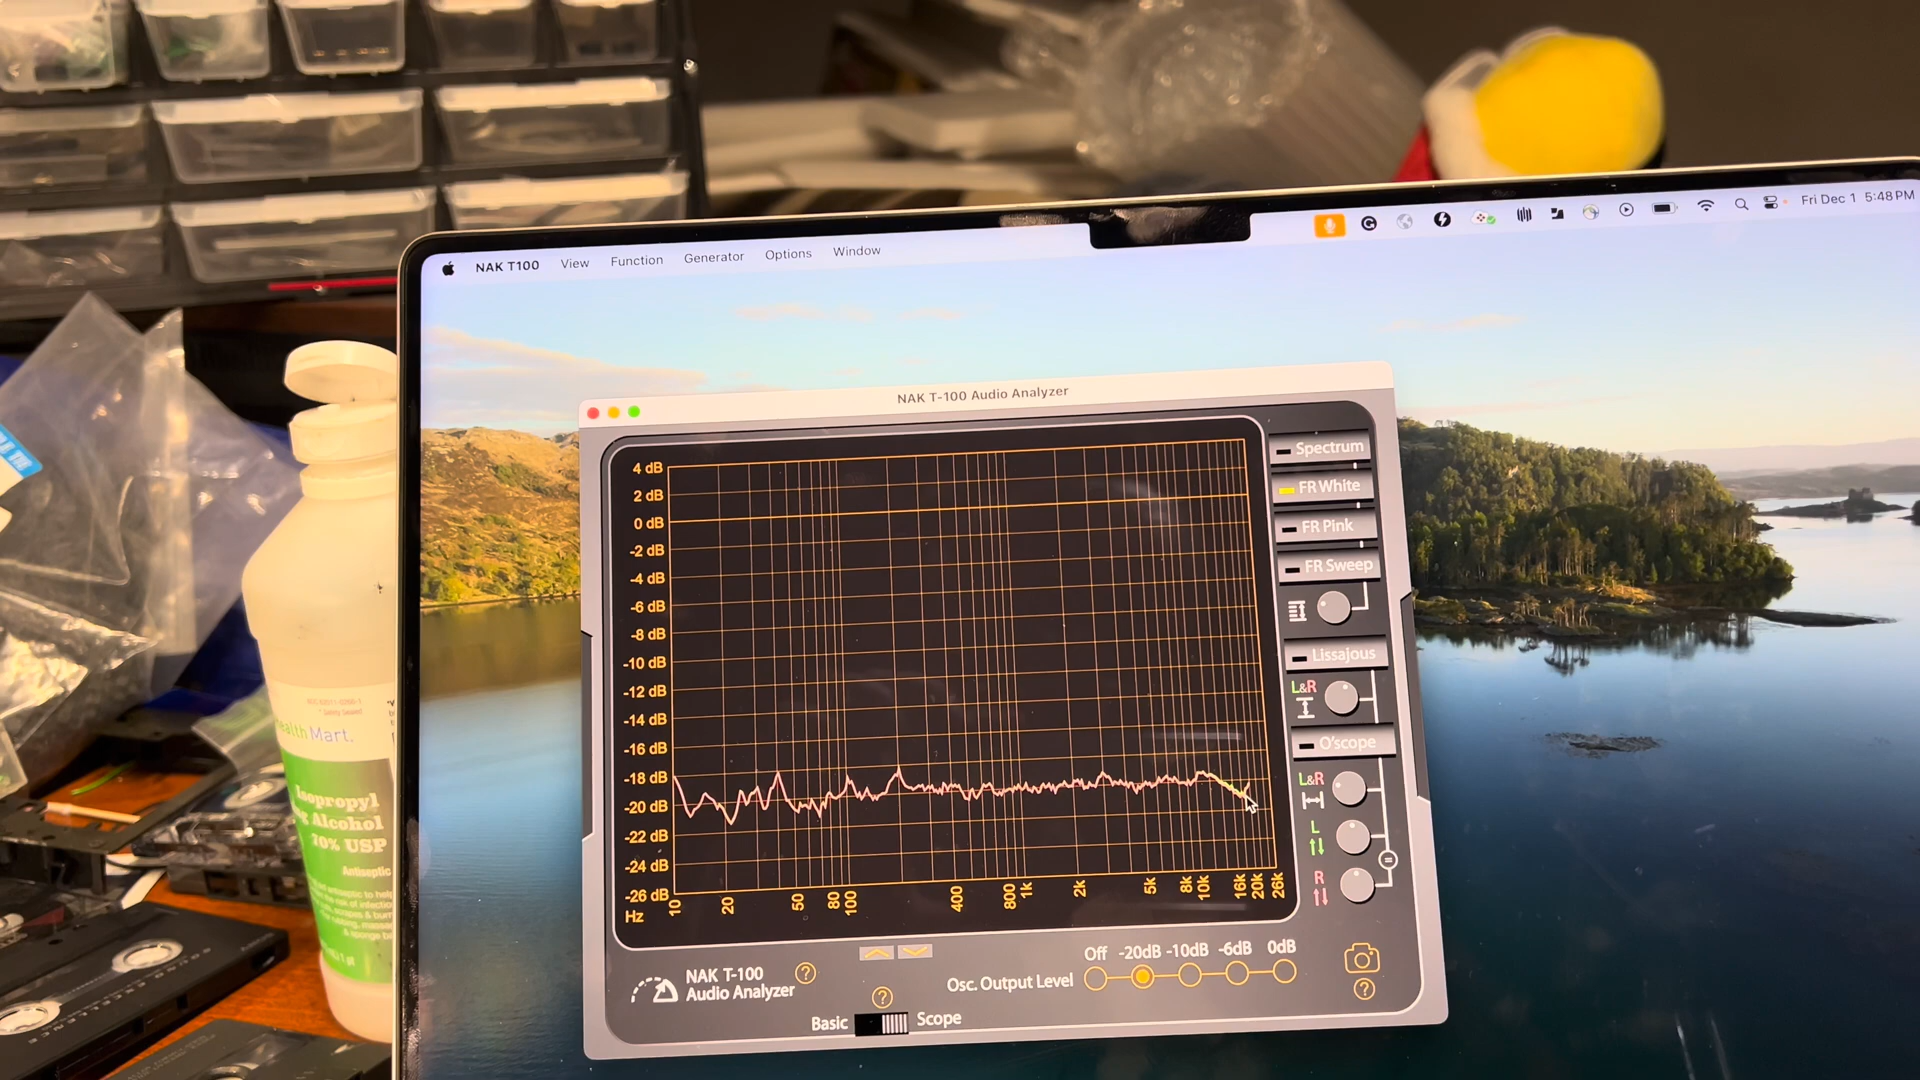 NAK T100 View Function Generator Options Window
Fri Dec 1 5:48 PM
NAK T-100 Audio Analyzer
4 dB
2 dB
0 dB
-2 dB
-4 dB
-6 dB
-8 dB
-10 dB
-12 dB
-14 dB
-16 dB
-18 dB
-20 dB
-22 dB
-24 dB
-26 dB
Hz
10 20 50 80 100 400 800 1k 2k 5k 8k 10k 16k 20k 26k
Spectrum
FR White
FR Pink
FR Sweep
Lissajous
L&R
O'scope
L&R
L
R
NAK T-100
Audio Analyzer
?
?
Basic
Scope
Osc. Output Level
Off -20dB -10dB -6dB 0dB
?
ealth Mart.
Isopropyl
Alcohol
70% USP
Antiseptic